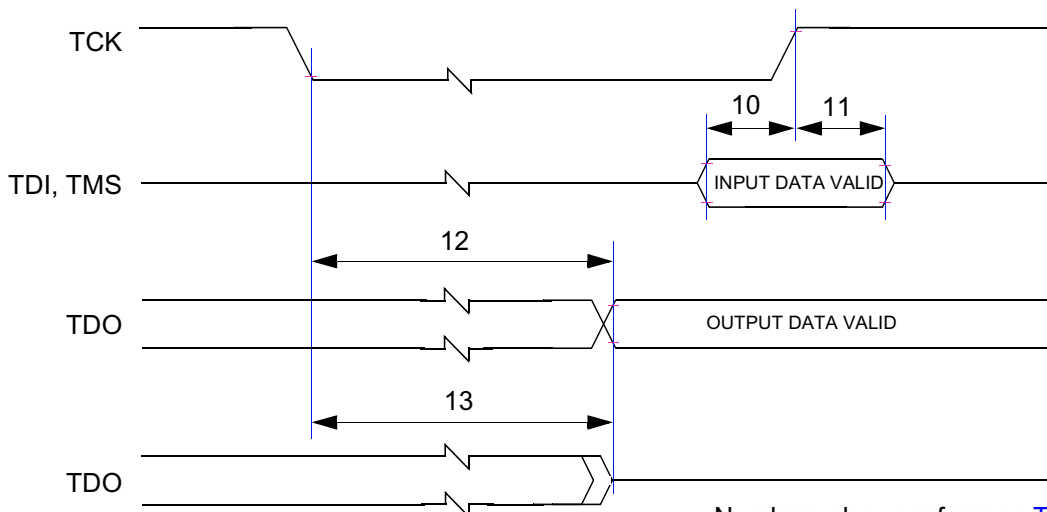 TCK
10
11
TDI, TMS
INPUT DATA VALID
12
TDO
OUTPUT DATA VALID
13
TDO